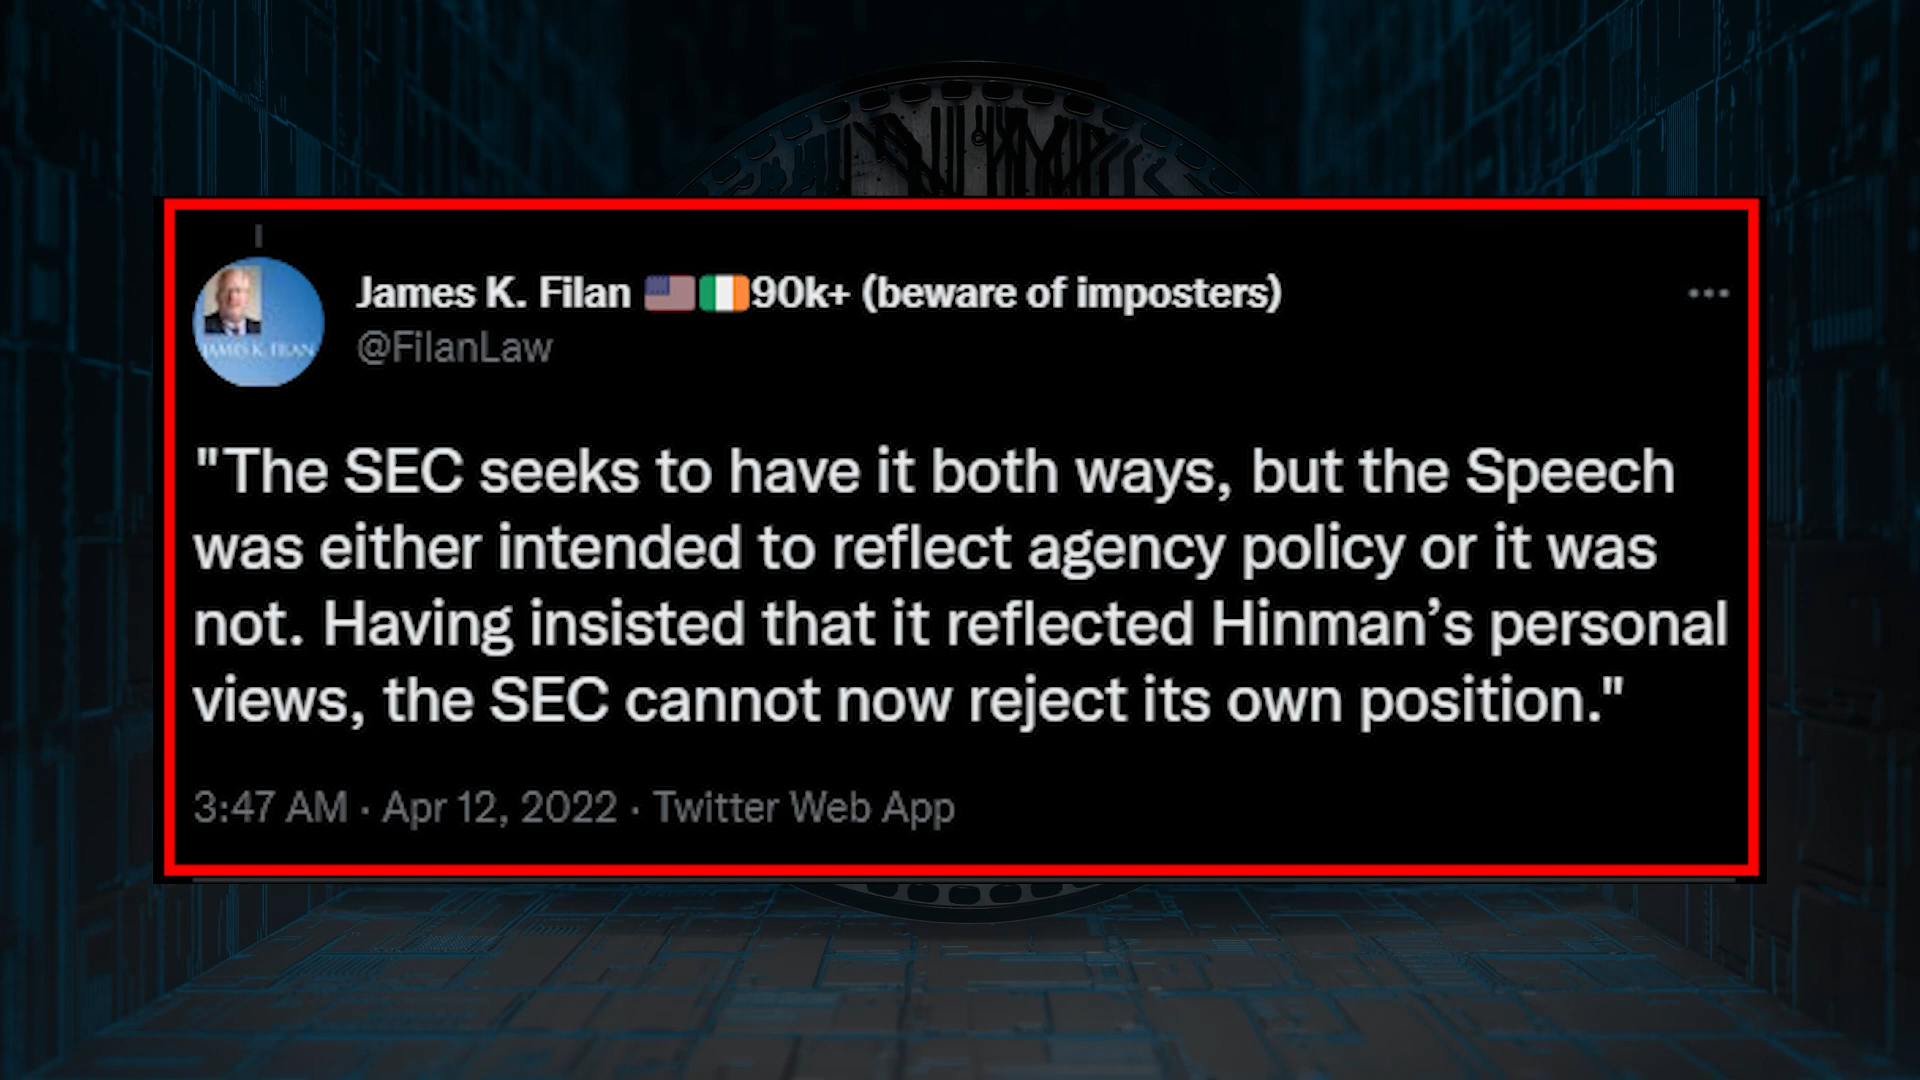 James K. Filan 🇺🇸🇮🇪90k+ (beware of imposters)
@FilanLaw
JAMES K. FILAN
"The SEC seeks to have it both ways, but the Speech
was either intended to reflect agency policy or it was
not. Having insisted that it reflected Hinman’s personal
views, the SEC cannot now reject its own position."
3:47 AM · Apr 12, 2022 · Twitter Web App